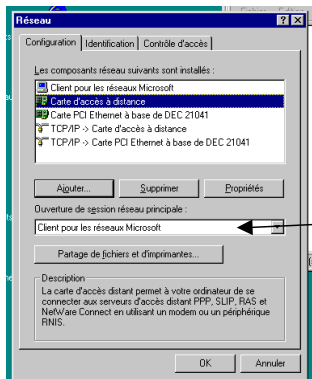 Réseau
Configuration Identification Contrôle d'accès
Les composants réseau suivants sont installés :
Client pour les réseaux Microsoft
Carte d'accès à distance
Carte PCI Ethernet à base de DEC 21041
TCP/IP -> Carte d'accès à distance
TCP/IP -> Carte PCI Ethernet à base de DEC 21041
Ajouter... Supprimer Propriétés
Ouverture de session réseau principale :
Client pour les réseaux Microsoft
Partage de fichiers et d'imprimantes...
Description
La carte d'accès distant permet à votre ordinateur de se
connecter aux serveurs d'accès distant PPP, SLIP, RAS et
NetWare Connect en utilisant un modem ou un périphérique
RNIS.
OK Annuler